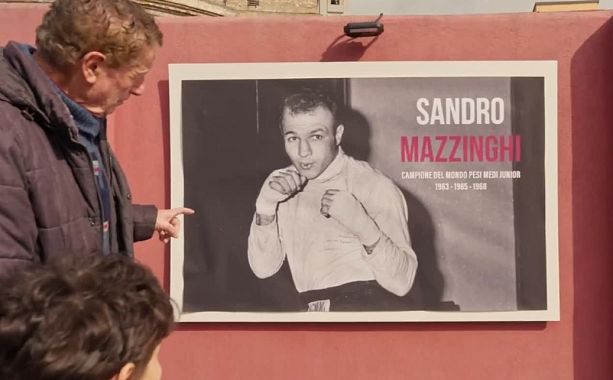 SANDRO
MAZZINGHI
CAMPIONE DEL MONDO PESI MEDI JUNIOR
1963 - 1965 - 1968